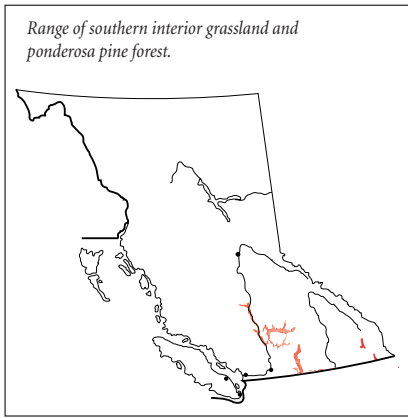 Range of southern interior grassland and
ponderosa pine forest.